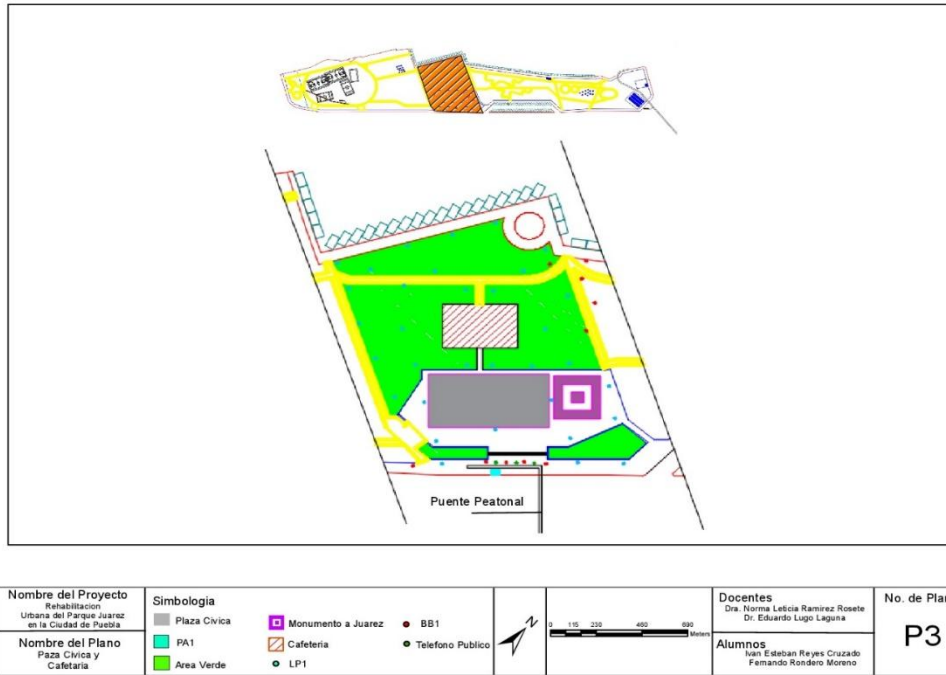 Puente Peatonal
Nombre del Proyecto
Rehabilitacion
Urbana del Parque Juarez
en la Ciudad de Puebla
Nombre del Plano
Paza Civica y
Cafetaria
Simbologia
Plaza Civica
PA1
Area Verde
Monumento a Juarez
Cafeteria
LP1
BB1
Telefono Publico
N
0 115 230 460 690
Meters
Docentes
Dra. Norma Leticia Ramirez Rosete
Dr. Eduardo Lugo Laguna
Alumnos
Ivan Esteban Reyes Cruzado
Fernando Rondero Moreno
No. de Plan
P3